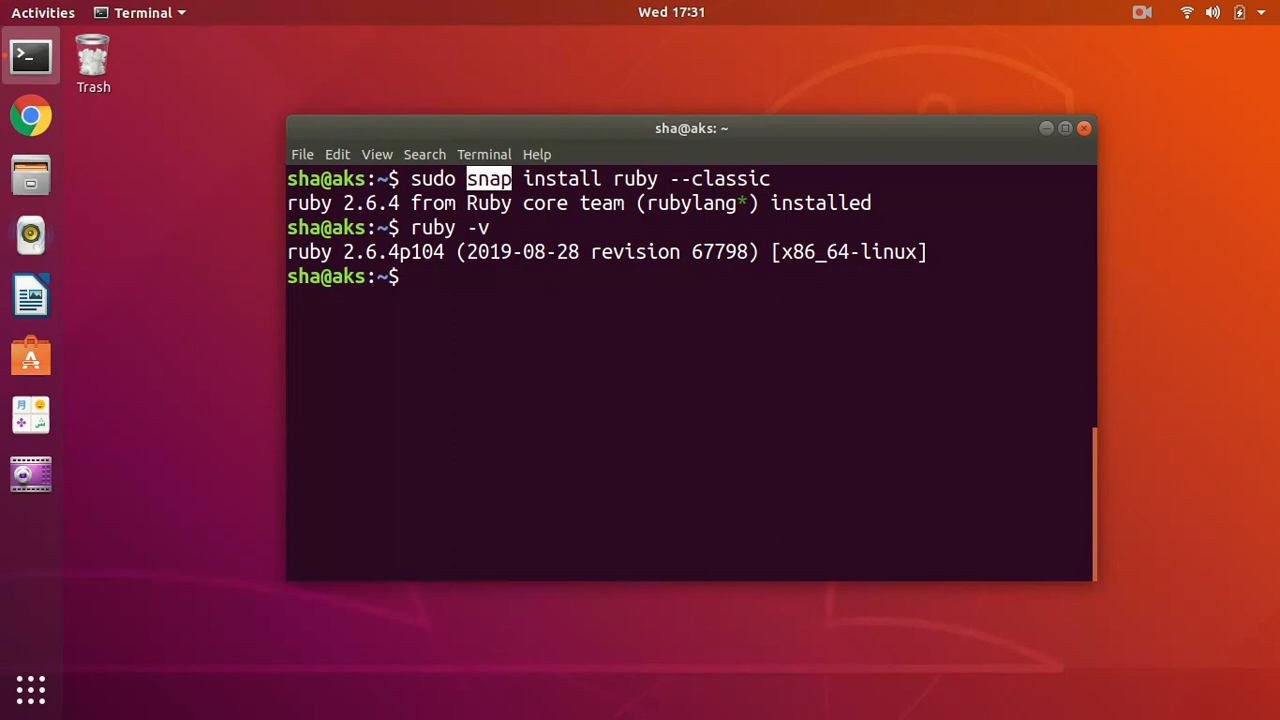 Activities Terminal Wed 17:31
Trash
sha@aks: ~
File Edit View Search Terminal Help
sha@aks:~$ sudo snap install ruby --classic
ruby 2.6.4 from Ruby core team (rubylang*) installed
sha@aks:~$ ruby -v
ruby 2.6.4p104 (2019-08-28 revision 67798) [x86_64-linux]
sha@aks:~$